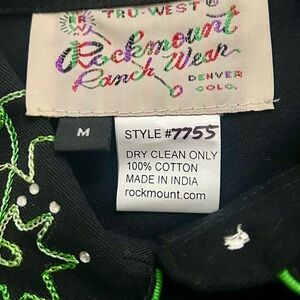 RRW
TRU-WEST®
Rockmount
Ranch Wear
DENVER
COLO.
M
STYLE #7755
DRY CLEAN ONLY
100% COTTON
MADE IN INDIA
rockmount.com